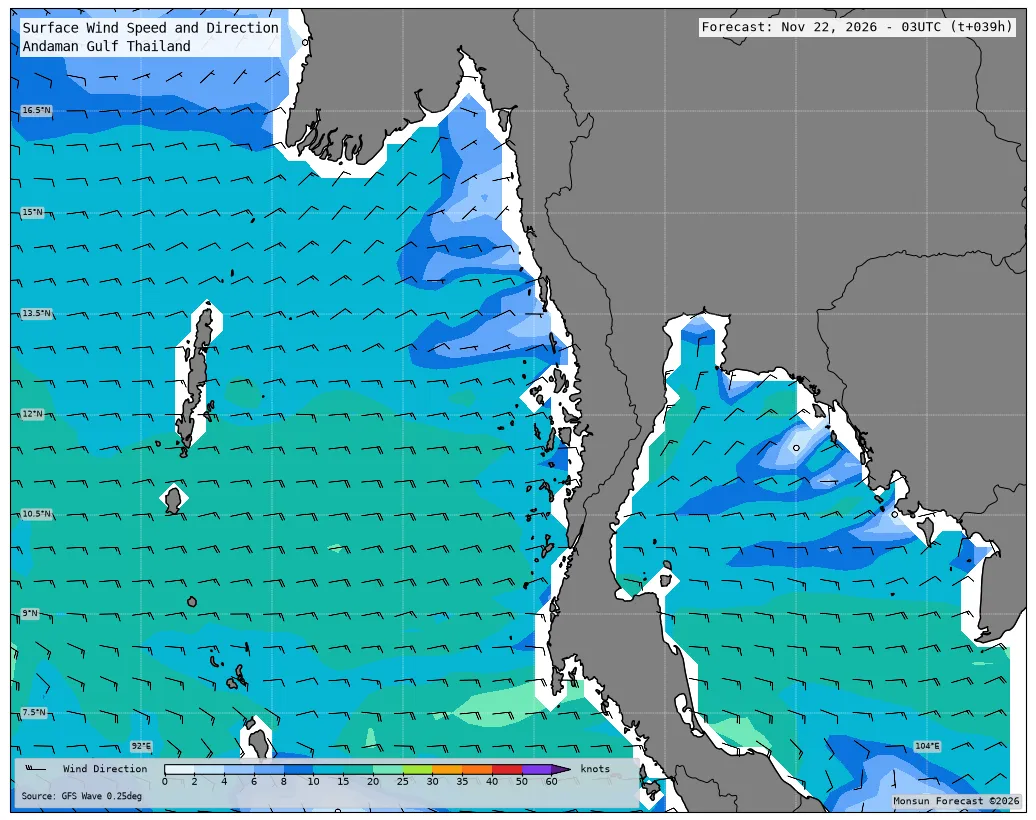 Surface Wind Speed and Direction
Andaman Gulf Thailand
Forecast: Nov 22, 2026 - 03UTC (t+039h)
16.5°N
15°N
13.5°N
12°N
10.5°N
9°N
7.5°N
92°E
104°E
Wind Direction
0 2 4 6 8 10 15 20 25 30 35 40 50 60 knots
Source: GFS Wave 0.25deg
Monsun Forecast ©2026